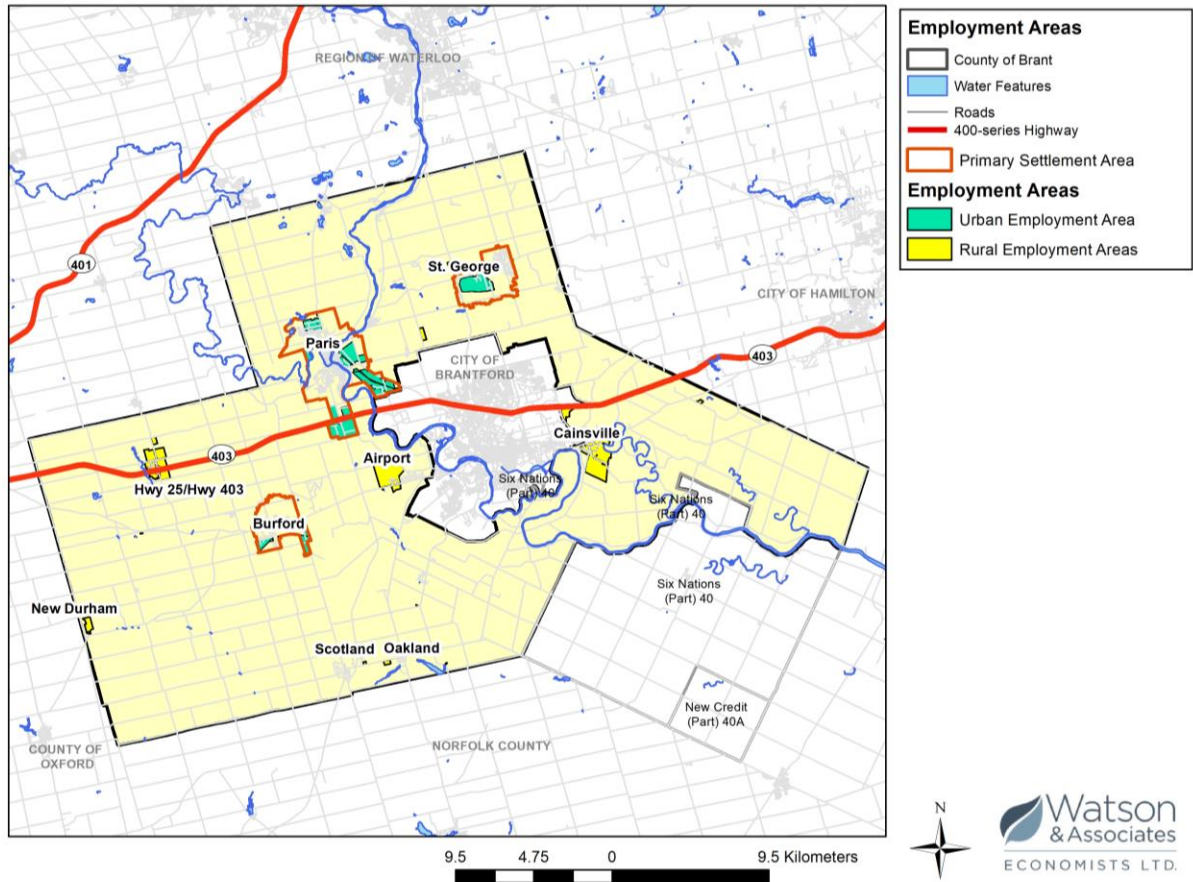 REGION OF WATERLOO
401
St. George
CITY OF HAMILTON
403
Paris
CITY OF
BRANTFORD
Cainsville
403
Airport
Hwy 25/Hwy 403
Six Nations
(Part) 40
Six Nations
(Part) 40
Burford
Six Nations
(Part) 40
New Durham
Scotland
Oakland
New Credit
(Part) 40A
COUNTY OF
OXFORD
NORFOLK COUNTY
Employment Areas
County of Brant
Water Features
Roads
400-series Highway
Primary Settlement Area
Employment Areas
Urban Employment Area
Rural Employment Areas
9.5 4.75 0 9.5 Kilometers
N
Watson
& Associates
ECONOMISTS LTD.